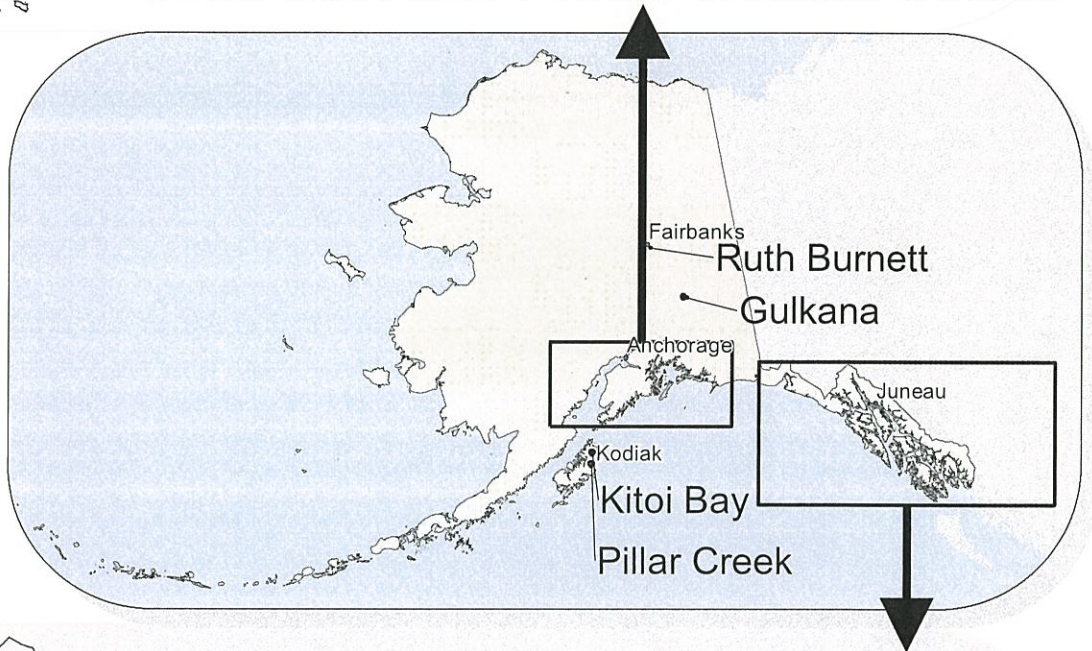 Fairbanks
Ruth Burnett
Gulkana
Anchorage
Juneau
Kodiak
Kitoi Bay
Pillar Creek